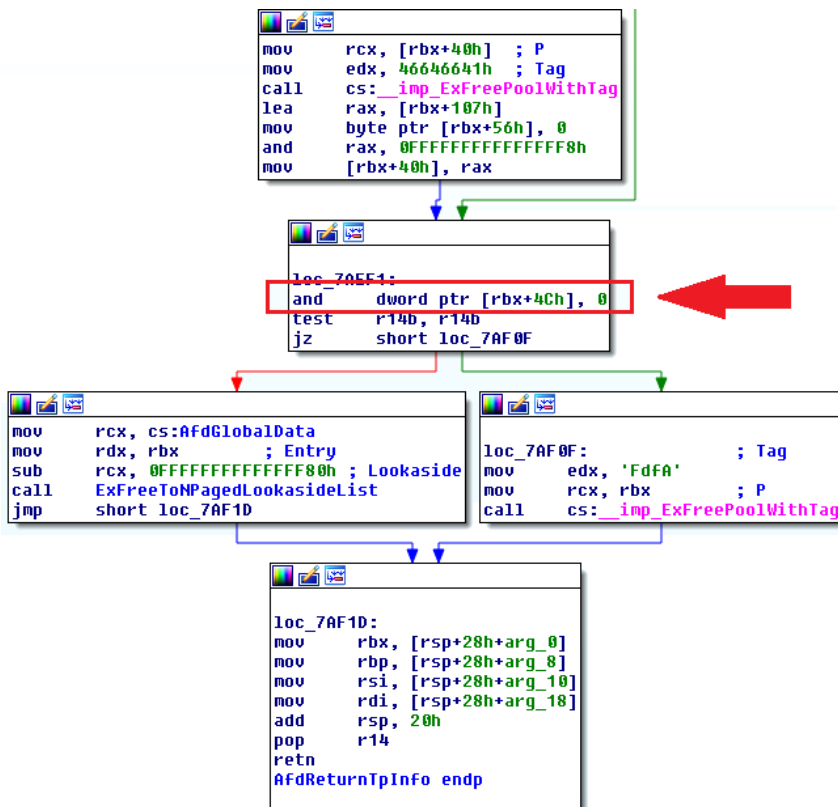 mov rcx, [rbx+40h] ; P
mov edx, 46646641h ; Tag
call cs:__imp_ExFreePoolWithTag
lea rax, [rbx+107h]
mov byte ptr [rbx+56h], 0
and rax, 0FFFFFFFFFFFFFFF8h
mov [rbx+40h], rax
loc_7AEF1:
and dword ptr [rbx+4Ch], 0
test r14b, r14b
jz short loc_7AF0F
mov rcx, cs:AfdGlobalData
mov rdx, rbx ; Entry
sub rcx, 0FFFFFFFFFFFFFF80h ; Lookaside
call ExFreeToNPagedLookasideList
jmp short loc_7AF1D
loc_7AF0F: ; Tag
mov edx, 'FdfA'
mov rcx, rbx ; P
call cs:__imp_ExFreePoolWithTag
loc_7AF1D:
mov rbx, [rsp+28h+arg_0]
mov rbp, [rsp+28h+arg_8]
mov rsi, [rsp+28h+arg_10]
mov rdi, [rsp+28h+arg_18]
add rsp, 20h
pop r14
retn
AfdReturnTpInfo endp